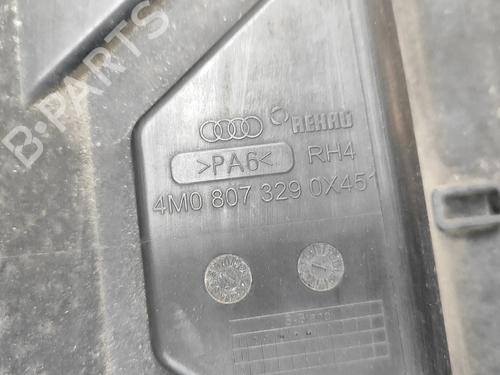 B-PARTS
REHAU
>PA6< RH4
4M0 807 329 0X451